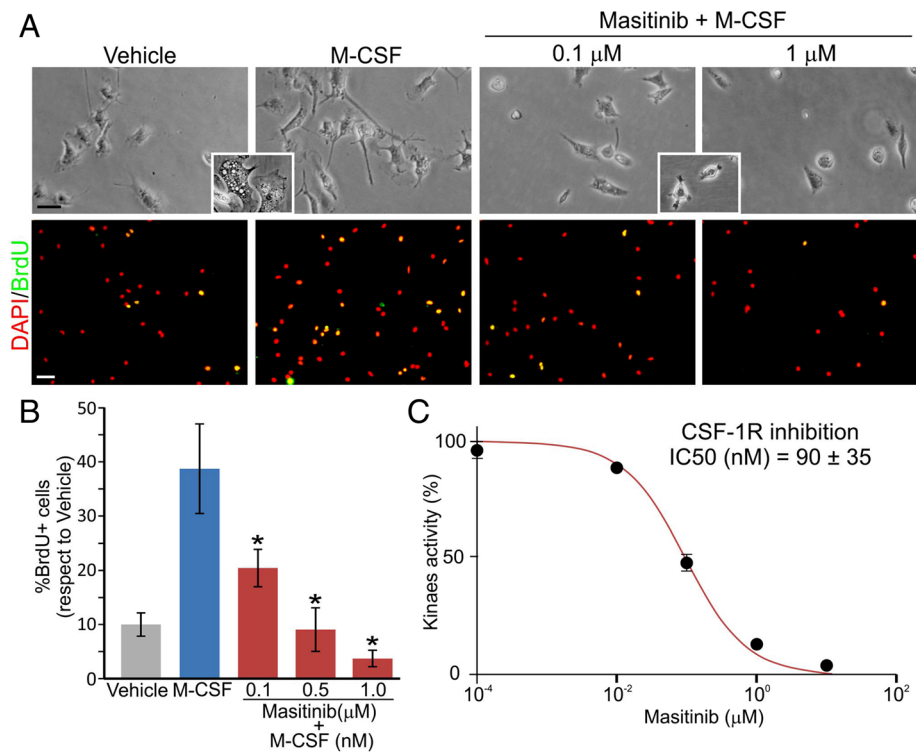 A
Masitinib + M-CSF
Vehicle
M-CSF
0.1 µM
1 µM
DAPI/BrdU
B
%BrdU+ cells
(respect to Vehicle)
50
40
30
20
10
0
*
*
*
Vehicle
M-CSF
0.1
0.5
1.0
Masitinib(µM)
+
M-CSF (nM)
C
CSF-1R inhibition
IC50 (nM) = 90 ± 35
Kinaes activity (%)
100
50
0
10⁻⁴
10⁻²
10⁰
10²
Masitinib (µM)